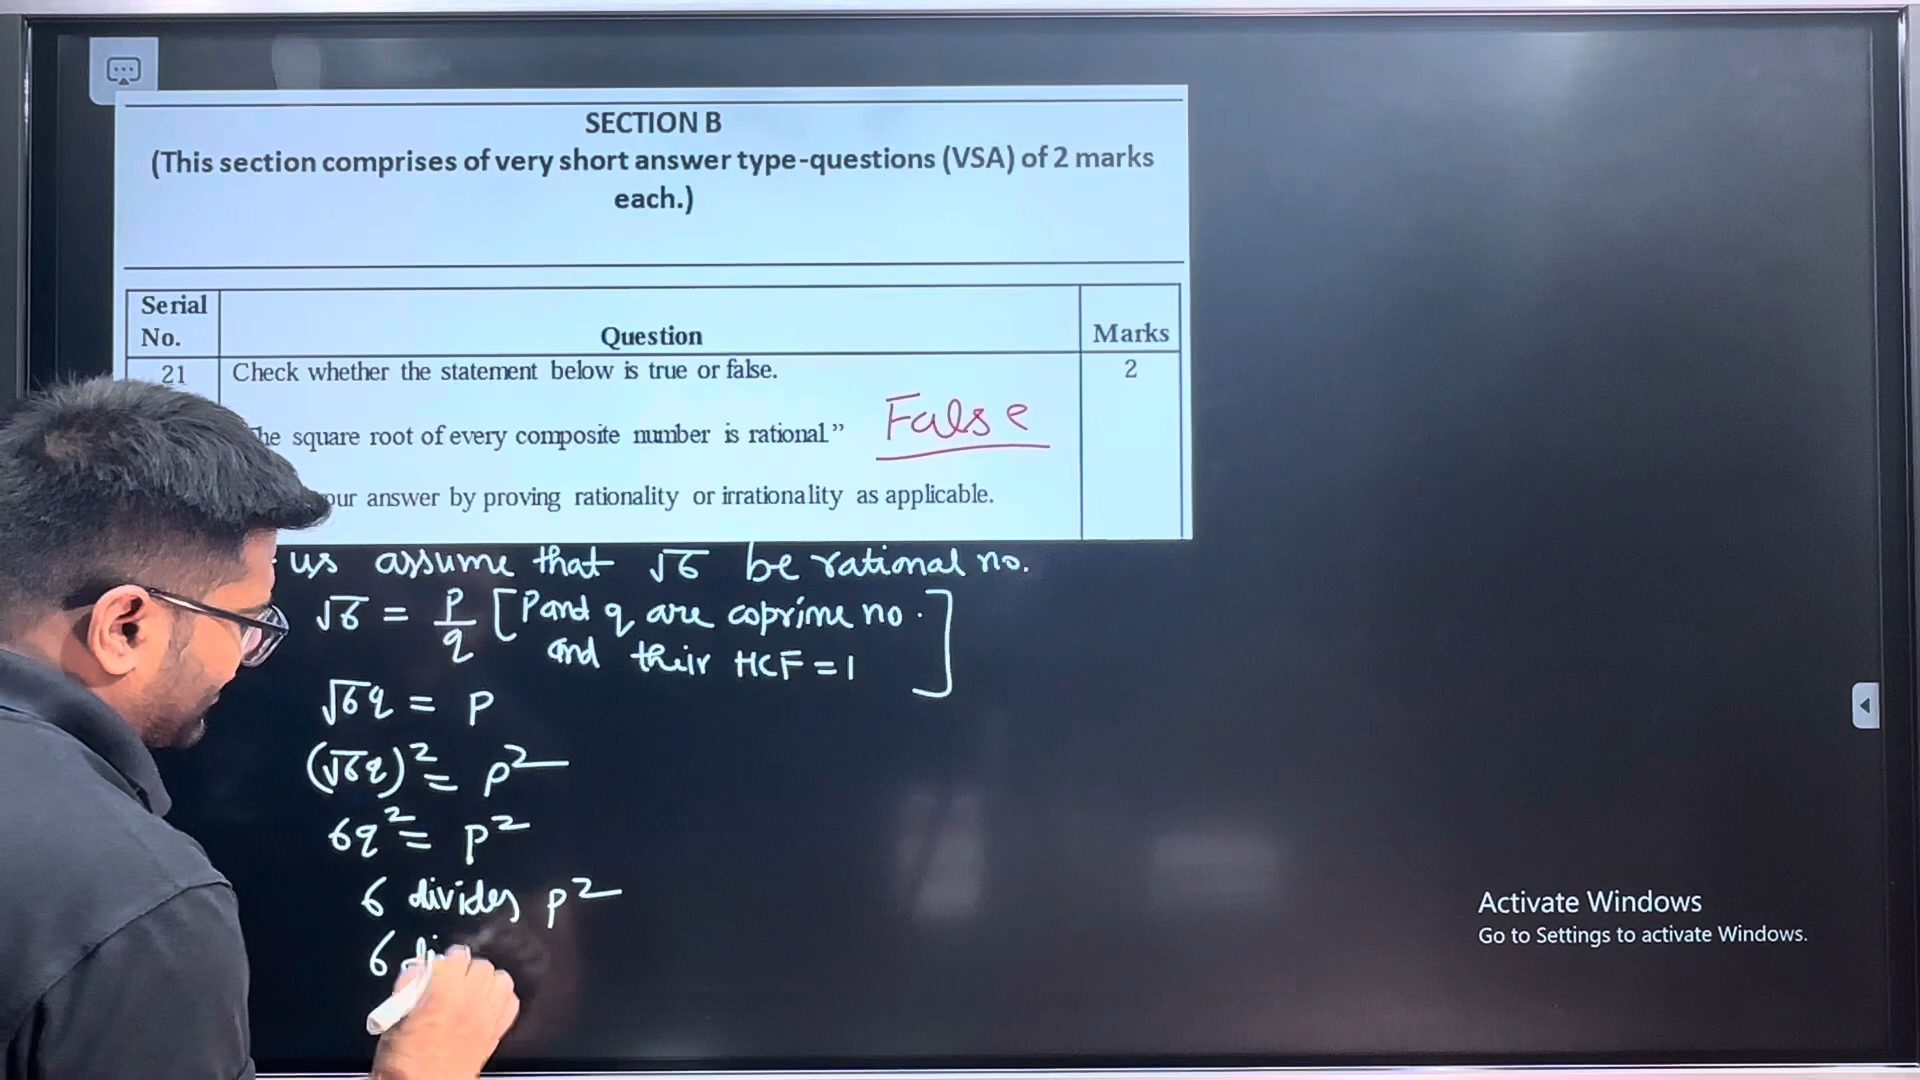 SECTION B
(This section comprises of very short answer type-questions (VSA) of 2 marks
each.)
Serial
No.
Question
Marks
21
Check whether the statement below is true or false.
2
he square root of every composite number is rational.”
False
our answer by proving rationality or irrationality as applicable.
us assume that √6 be rational no.
√6 = p/q [P and q are coprime no.
and their HCF = 1]
√6q = p
(√6q)² = p²
6q² = p²
6 divides p²
6 di
Activate Windows
Go to Settings to activate Windows.